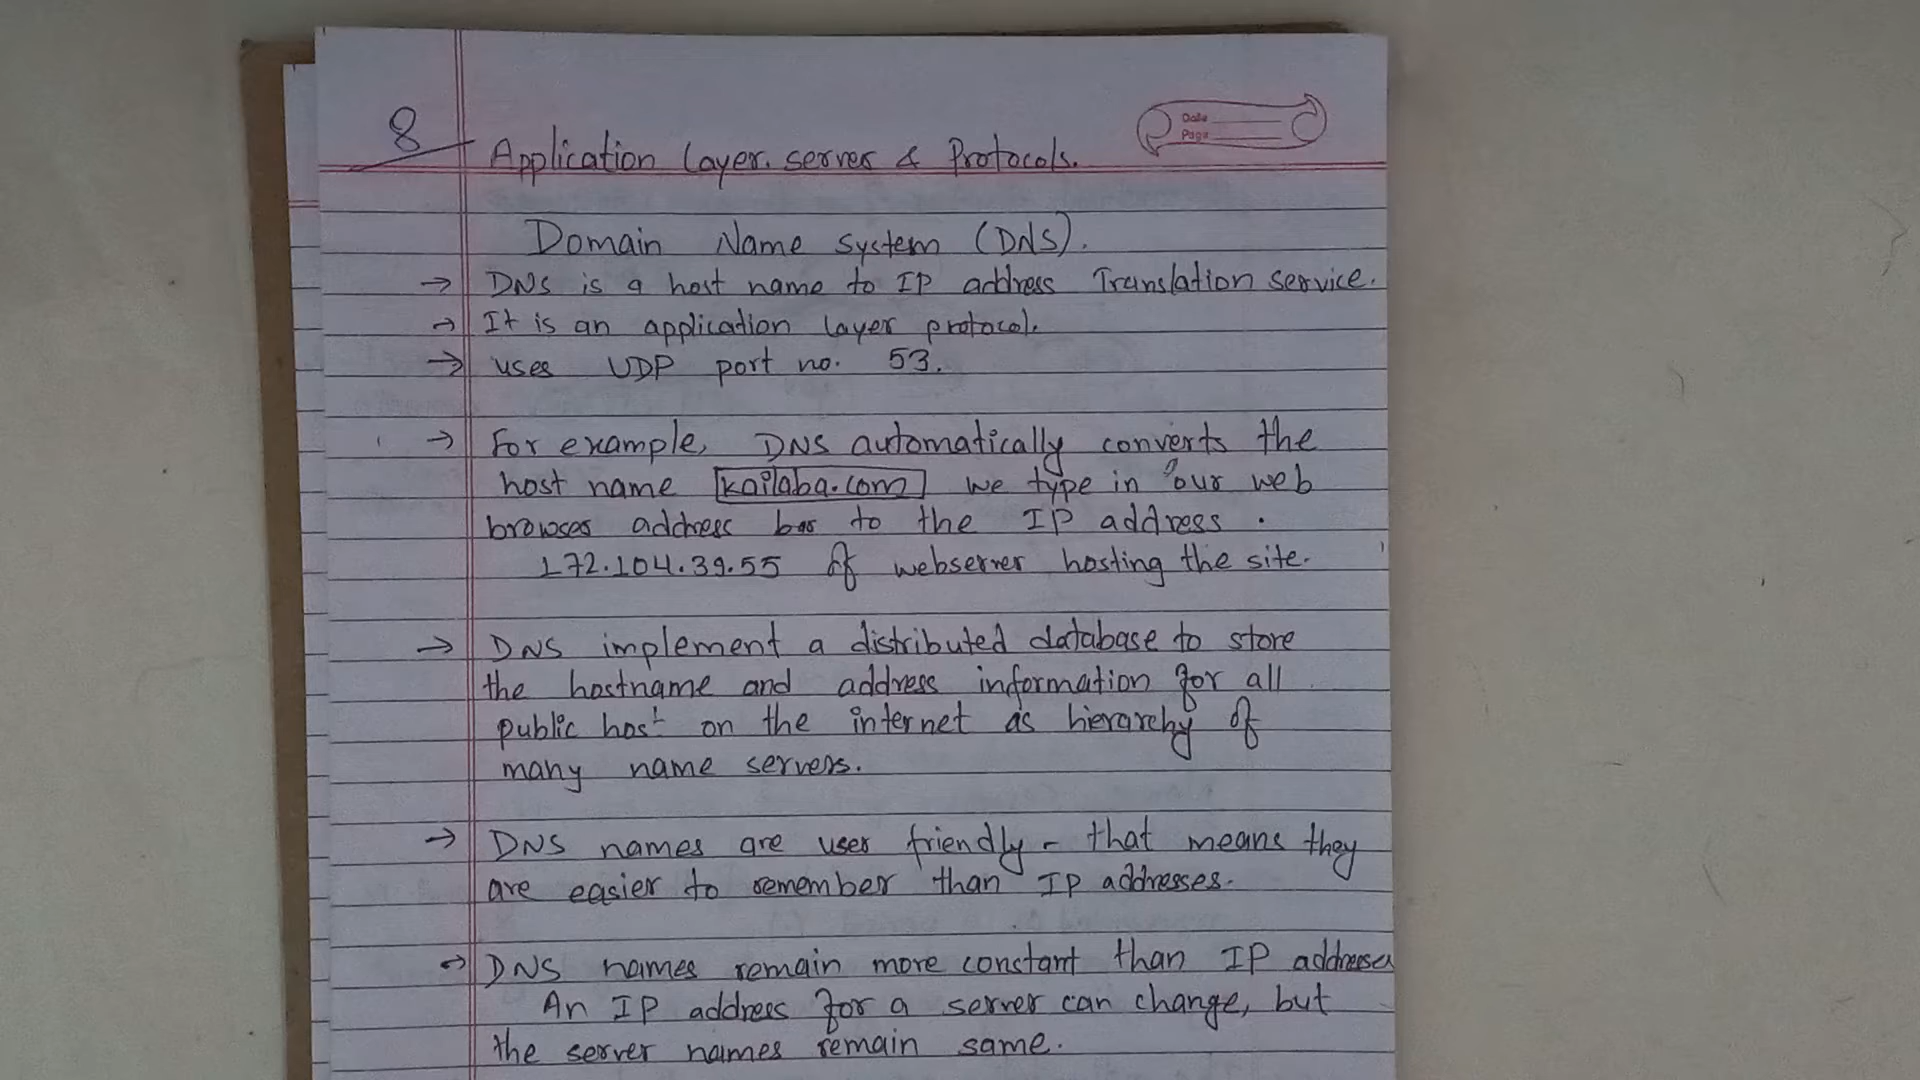 8
Application Layer. server & Protocols.
Date
Page
Domain Name System (DNS).
→ DNS is a host name to IP address Translation service.
→ It is an application layer protocol.
→ uses UDP port no. 53.
→ For example, DNS automatically converts the
host name kailaba.com we type in our web
browser address bar to the IP address.
172.104.39.55 of webserver hosting the site.
→ DNS implement a distributed database to store
the hostname and address information for all
public host on the internet as hierarchy of
many name servers.
→ DNS names are user friendly - that means they
are easier to remember than IP addresses.
→ DNS names remain more constant than IP addresses
An IP address for a server can change, but
the server names remain same.